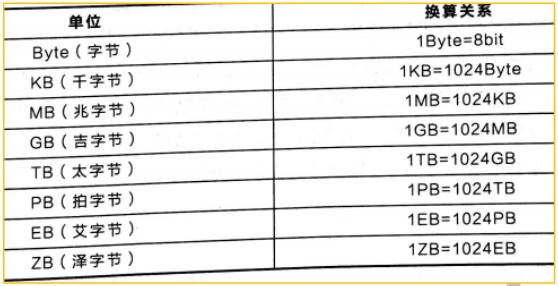 单位 换算关系
Byte（字节） 1Byte=8bit
KB（千字节） 1KB=1024Byte
MB（兆字节） 1MB=1024KB
GB（吉字节） 1GB=1024MB
TB（太字节） 1TB=1024GB
PB（拍字节） 1PB=1024TB
EB（艾字节） 1EB=1024PB
ZB（泽字节） 1ZB=1024EB